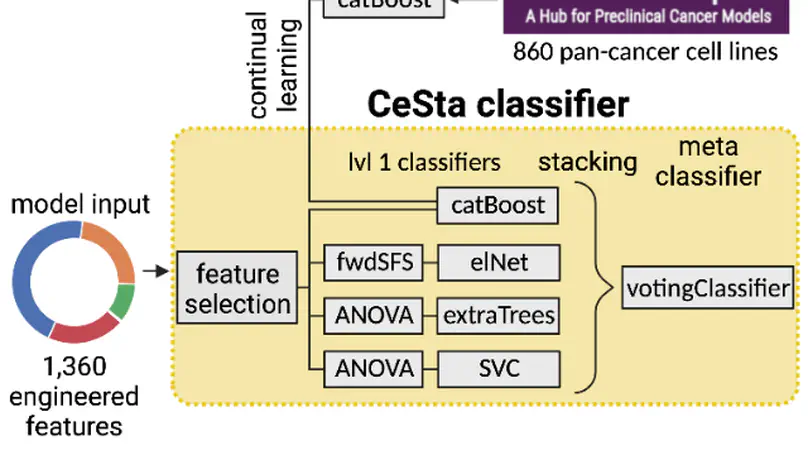 catBoost
A Hub for Preclinical Cancer Models
860 pan-cancer cell lines
continual
learning
CeSta classifier
lvl 1 classifiers
stacking
meta
classifier
model input
catBoost
feature
selection
fwdSFS
elNet
votingClassifier
ANOVA
extraTrees
ANOVA
SVC
1,360
engineered
features